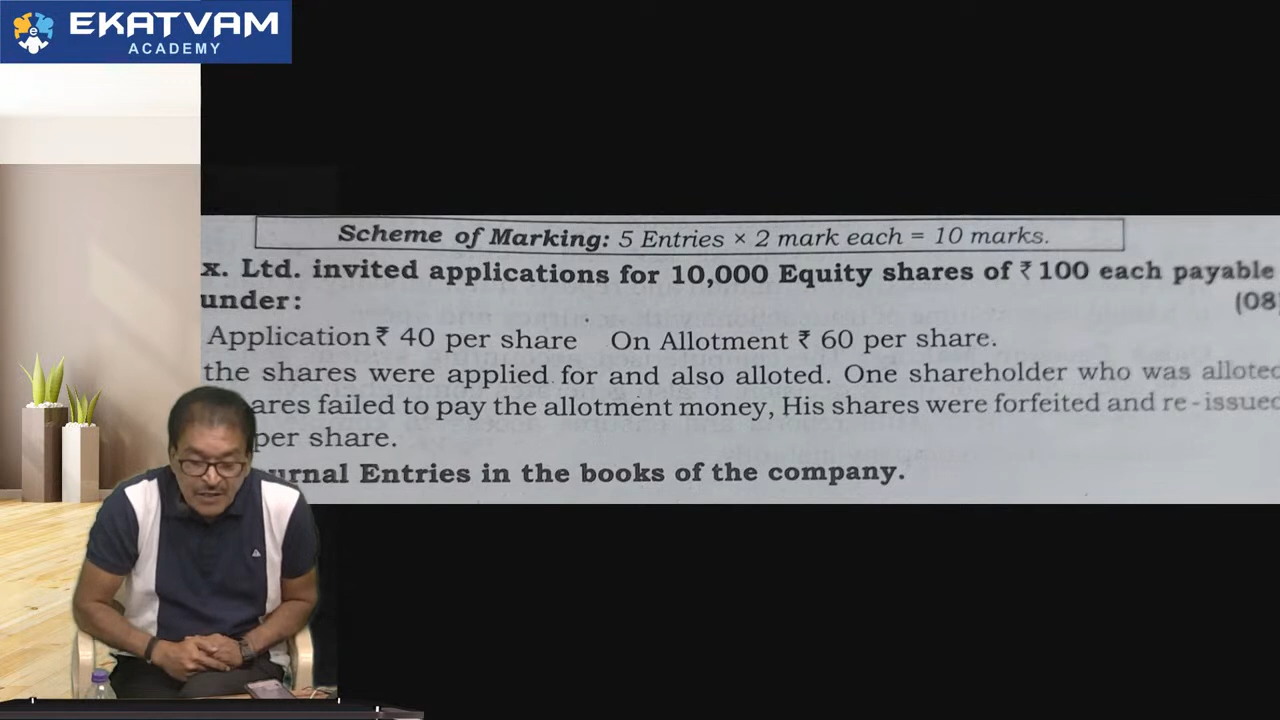 EKATVAM
ACADEMY
Scheme of Marking: 5 Entries × 2 mark each = 10 marks.
x. Ltd. invited applications for 10,000 Equity shares of ₹ 100 each payable
under: (08
Application ₹ 40 per share On Allotment ₹ 60 per share.
the shares were applied for and also alloted. One shareholder who was alloted
ares failed to pay the allotment money, His shares were forfeited and re-issued
per share.
urnal Entries in the books of the company.